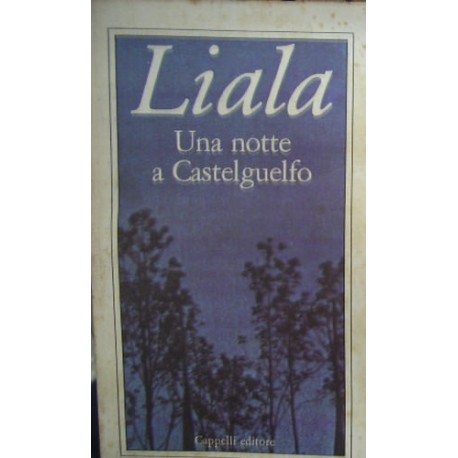 Liala
Una notte
a Castelguelfo
Cappelli editore